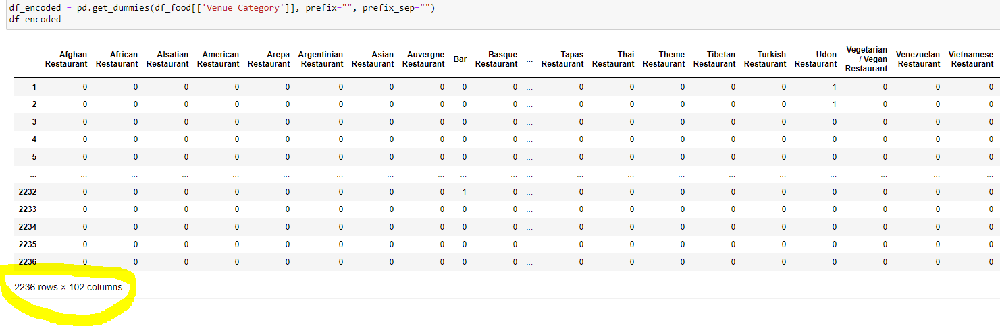 df_encoded = pd.get_dummies(df_food[['Venue Category']], prefix="", prefix_sep="")
df_encoded
Afghan Restaurant African Restaurant Alsatian Restaurant American Restaurant Arepa Restaurant Argentinian Restaurant Asian Restaurant Auvergne Restaurant Bar Basque Restaurant ... Tapas Restaurant Thai Restaurant Theme Restaurant Tibetan Restaurant Turkish Restaurant Udon Restaurant Vegetarian / Vegan Restaurant Venezuelan Restaurant Vietnamese Restaurant
1 0 0 0 0 0 0 0 0 0 0 ... 0 0 0 0 0 1 0 0 0
2 0 0 0 0 0 0 0 0 0 0 ... 0 0 0 0 0 1 0 0 0
3 0 0 0 0 0 0 0 0 0 0 ... 0 0 0 0 0 0 0 0 0
4 0 0 0 0 0 0 0 0 0 0 ... 0 0 0 0 0 0 0 0 0
5 0 0 0 0 0 0 0 0 0 0 ... 0 0 0 0 0 0 0 0 0
... ... ... ... ... ... ... ... ... ... ... ... ... ... ... ... ... ... ... ... ...
2232 0 0 0 0 0 0 0 0 1 0 ... 0 0 0 0 0 0 0 0 0
2233 0 0 0 0 0 0 0 0 0 0 ... 0 0 0 0 0 0 0 0 0
2234 0 0 0 0 0 0 0 0 0 0 ... 0 0 0 0 0 0 0 0 0
2235 0 0 0 0 0 0 0 0 0 0 ... 0 0 0 0 0 0 0 0 0
2236 0 0 0 0 0 0 0 0 0 0 ... 0 0 0 0 0 0 0 0 0
2236 rows × 102 columns